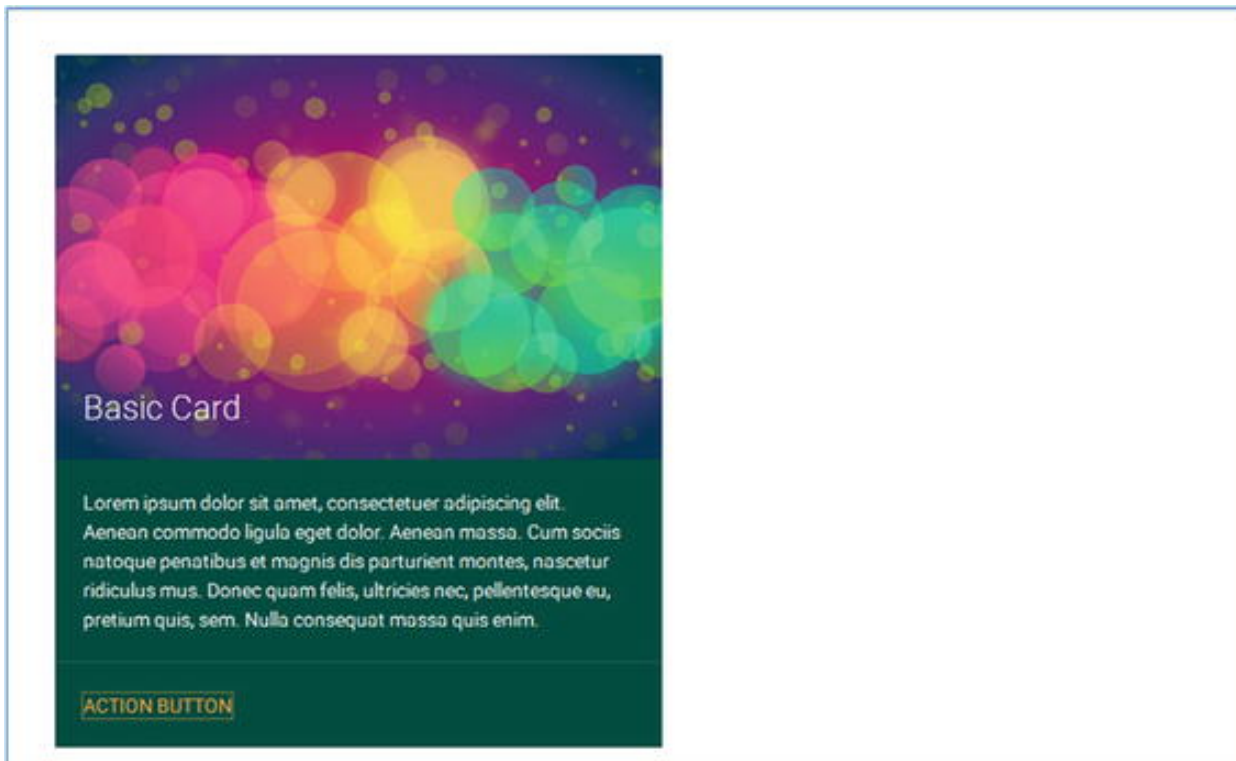 Basic Card
Lorem ipsum dolor sit amet, consectetuer adipiscing elit.
Aenean commodo ligula eget dolor. Aenean massa. Cum sociis
natoque penatibus et magnis dis parturient montes, nascetur
ridiculus mus. Donec quam felis, ultricies nec, pellentesque eu,
pretium quis, sem. Nulla consequat massa quis enim.
ACTION BUTTON